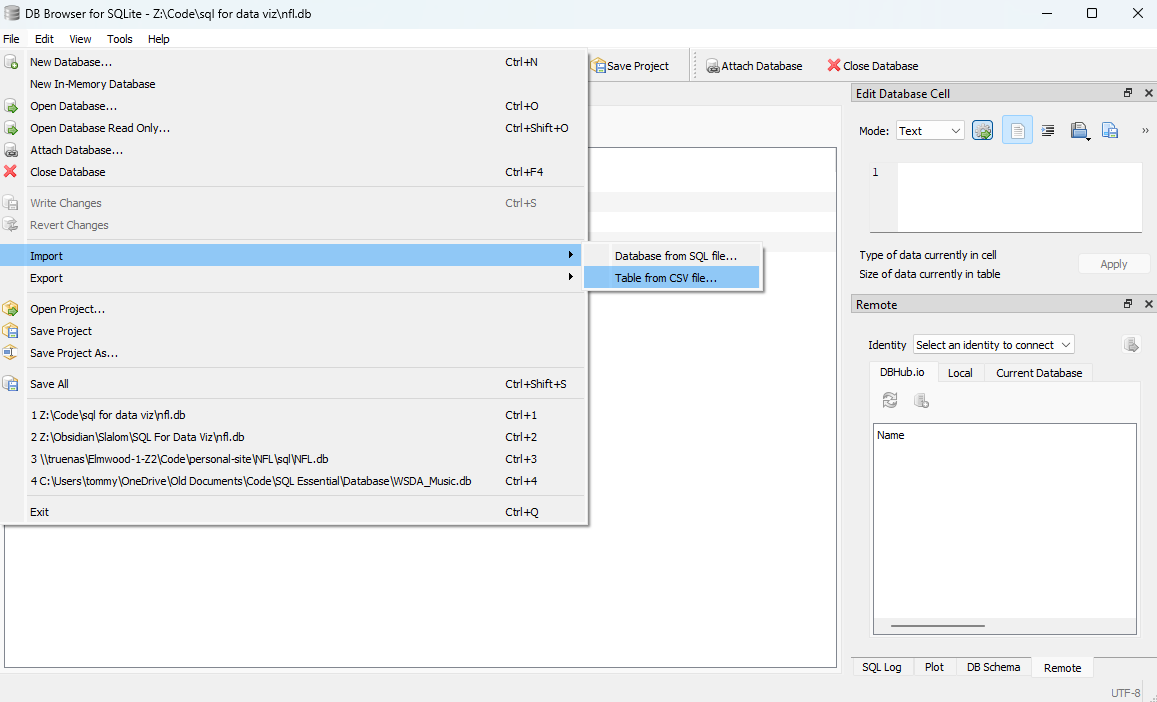 DB Browser for SQLite - Z:\Code\sql for data viz\nfl.db
File Edit View Tools Help
New Database... Ctrl+N
New In-Memory Database
Open Database... Ctrl+O
Open Database Read Only... Ctrl+Shift+O
Attach Database...
Close Database Ctrl+F4
Write Changes Ctrl+S
Revert Changes
Import
Export
Open Project...
Save Project
Save Project As...
Save All Ctrl+Shift+S
1 Z:\Code\sql for data viz\nfl.db Ctrl+1
2 Z:\Obsidian\Slalom\SQL For Data Viz\nfl.db Ctrl+2
3 \\truenas\Elmwood-1-Z2\Code\personal-site\NFL\sql\NFL.db Ctrl+3
4 C:\Users\tommy\OneDrive\Old Documents\Code\SQL Essential\Database\WSDA_Music.db Ctrl+4
Exit Ctrl+Q
Database from SQL file...
Table from CSV file...
Save Project Attach Database Close Database
Edit Database Cell
Mode: Text »
1
Type of data currently in cell
Size of data currently in table
Apply
Remote
Identity Select an identity to connect
DBHub.io Local Current Database
Name
SQL Log Plot DB Schema Remote
UTF-8